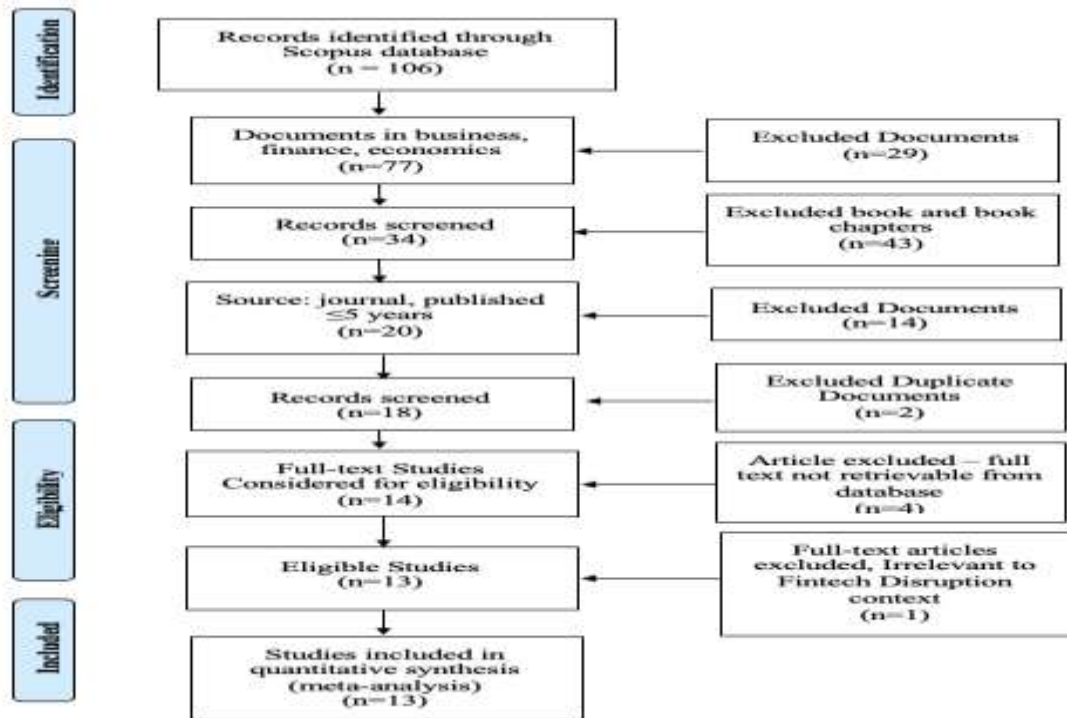 Identification
Records identified through
Scopus database
(n = 106)
Screenine
Documents in business,
finance, economics
(n=77)
Excluded Documents
(n=29)
Records screened
(n=34)
Excluded book and book
chapters
(n=43)
Source: journal, published
≤5 years
(n=20)
Excluded Documents
(n=14)
Records screened
(n=18)
Excluded Duplicate
Documents
(n=2)
Eligibility
Full-text Studies
Considered for eligibility
(n=14)
Article excluded – full
text not retrievable from
database
(n=4)
Eligible Studies
(n=13)
Full-text articles
excluded, Irrelevant to
Fintech Disruption
context
(n=1)
Included
Studies included in
quantitative synthesis
(meta-analysis)
(n=13)